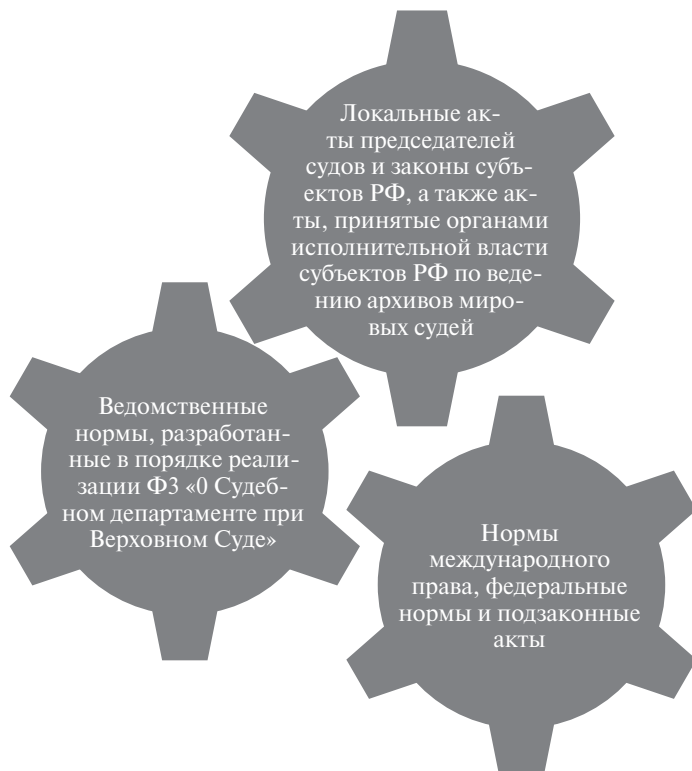 Локальные ак-
ты председателей
судов и законы субъ-
ектов РФ, а также ак-
ты, принятые органами
исполнительной власти
субъектов РФ по веде-
нию архивов миро-
вых судей
Ведомственные
нормы, разработан-
ные в порядке реали-
зации ФЗ «0 Судеб-
ном департаменте при
Верховном Суде»
Нормы
международного
права, федеральные
нормы и подзаконные
акты